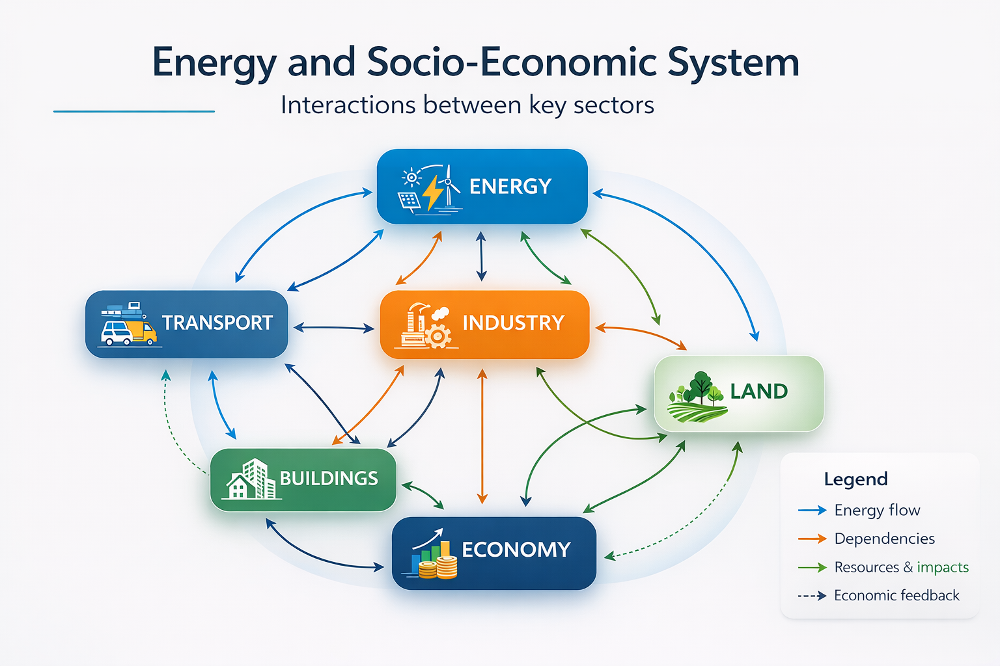 Energy and Socio-Economic System
Interactions between key sectors
ENERGY
TRANSPORT
INDUSTRY
LAND
BUILDINGS
ECONOMY
Legend
Energy flow
Dependencies
Resources & impacts
Economic feedback